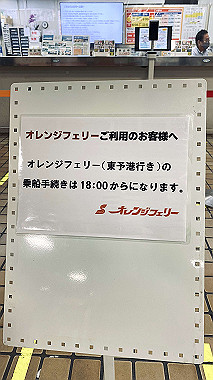 オレンジフェリーご利用のお客様へ
オレンジフェリー(東予港行き)の
乗船手続きは18:00からになります。
オレンジフェリー